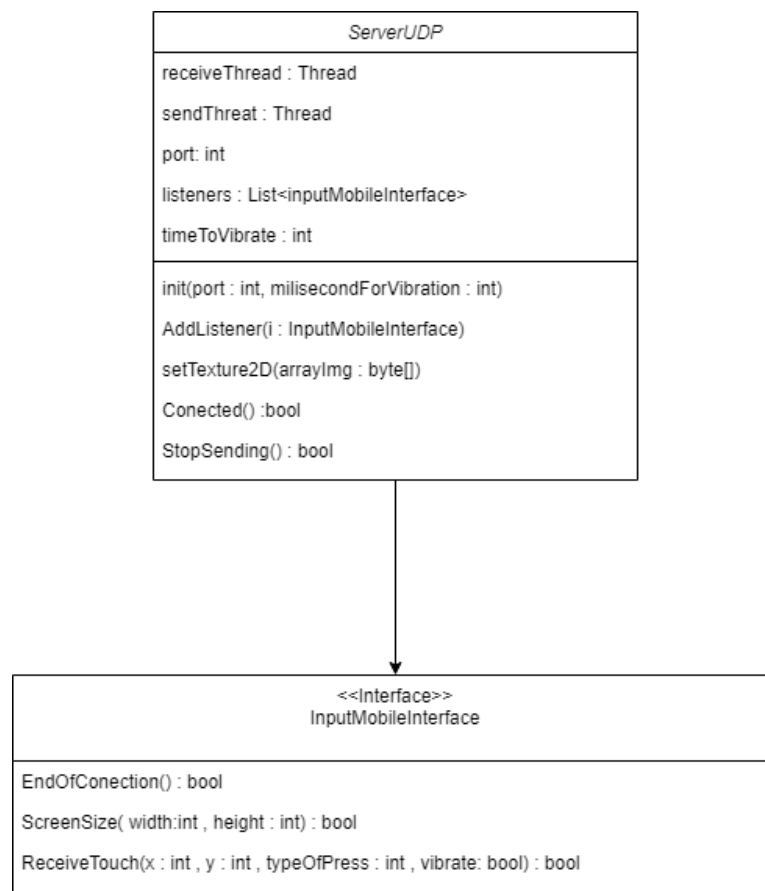 ServerUDP
receiveThread : Thread
sendThreat : Thread
port: int
listeners : List<inputMobileInterface>
timeToVibrate : int
init(port : int, milisecondForVibration : int)
AddListener(i : InputMobileInterface)
setTexture2D(arrayImg : byte[])
Conected() :bool
StopSending() : bool
<<Interface>>
InputMobileInterface
EndOfConection() : bool
ScreenSize( width:int , height : int) : bool
ReceiveTouch(x : int , y : int , typeOfPress : int , vibrate: bool) : bool